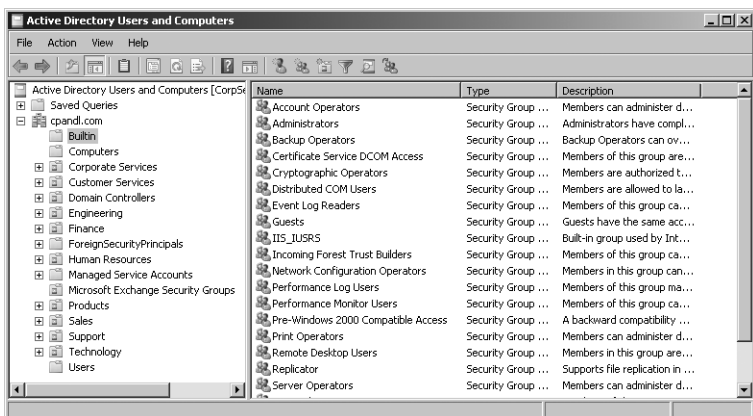 Active Directory Users and Computers
File Action View Help
Active Directory Users and Computers [CorpSe
Saved Queries
cpandl.com
Builtin
Computers
Corporate Services
Customer Services
Domain Controllers
Engineering
Finance
ForeignSecurityPrincipals
Human Resources
Managed Service Accounts
Microsoft Exchange Security Groups
Products
Sales
Support
Technology
Users
Name Type Description
Account Operators Security Group ... Members can administer d...
Administrators Security Group ... Administrators have compl...
Backup Operators Security Group ... Backup Operators can ov...
Certificate Service DCOM Access Security Group ... Members of this group are...
Cryptographic Operators Security Group ... Members are authorized t...
Distributed COM Users Security Group ... Members are allowed to la...
Event Log Readers Security Group ... Members of this group ca...
Guests Security Group ... Guests have the same acc...
IIS_IUSRS Security Group ... Built-in group used by Int...
Incoming Forest Trust Builders Security Group ... Members of this group ca...
Network Configuration Operators Security Group ... Members in this group can...
Performance Log Users Security Group ... Members of this group ma...
Performance Monitor Users Security Group ... Members of this group ca...
Pre-Windows 2000 Compatible Access Security Group ... A backward compatibility ...
Print Operators Security Group ... Members can administer d...
Remote Desktop Users Security Group ... Members in this group are...
Replicator Security Group ... Supports file replication in ...
Server Operators Security Group ... Members can administer d...